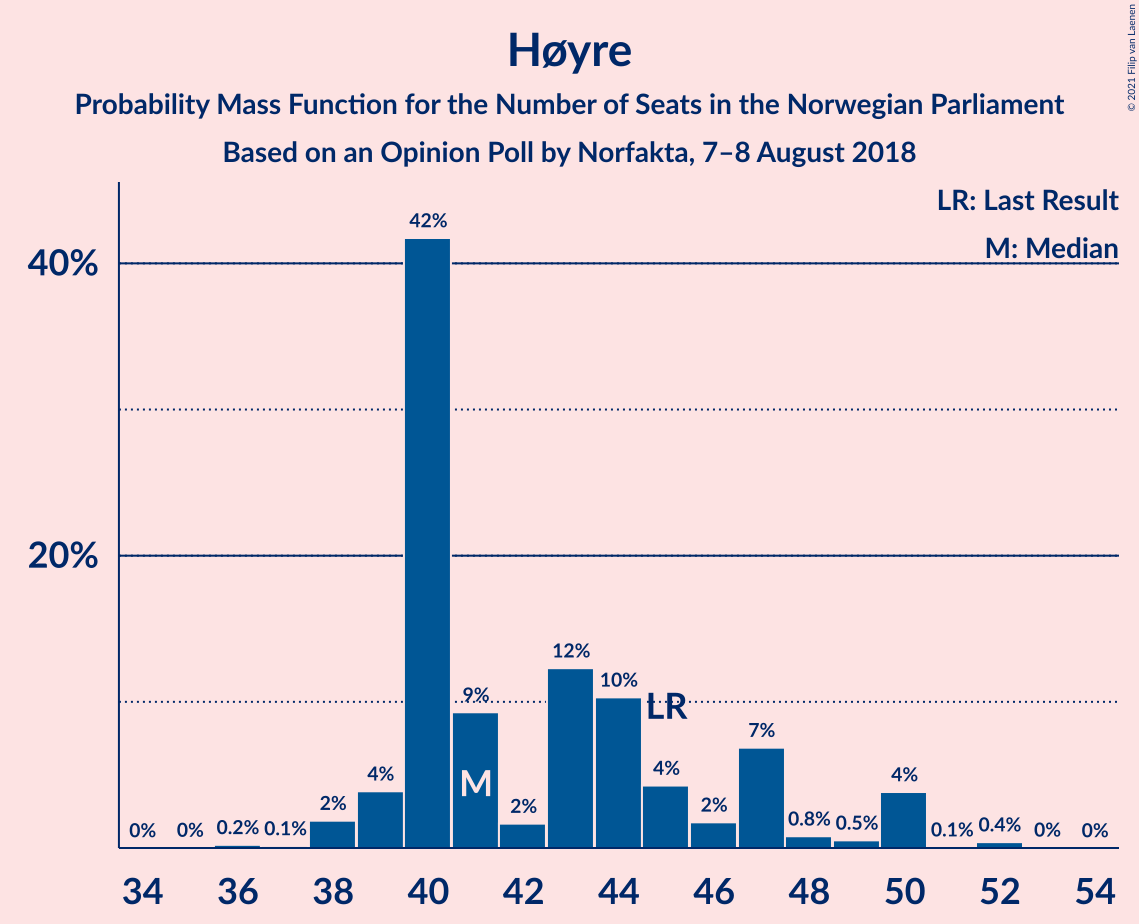 Høyre
Probability Mass Function for the Number of Seats in the Norwegian Parliament
Based on an Opinion Poll by Norfakta, 7–8 August 2018
© 2021 Filip van Laenen
LR: Last Result
M: Median
40%
20%
0%
0%
0.2%
0.1%
2%
4%
42%
9%
2%
12%
10%
4%
2%
7%
0.8%
0.5%
4%
0.1%
0.4%
0%
0%
M
LR
34 36 38 40 42 44 46 48 50 52 54